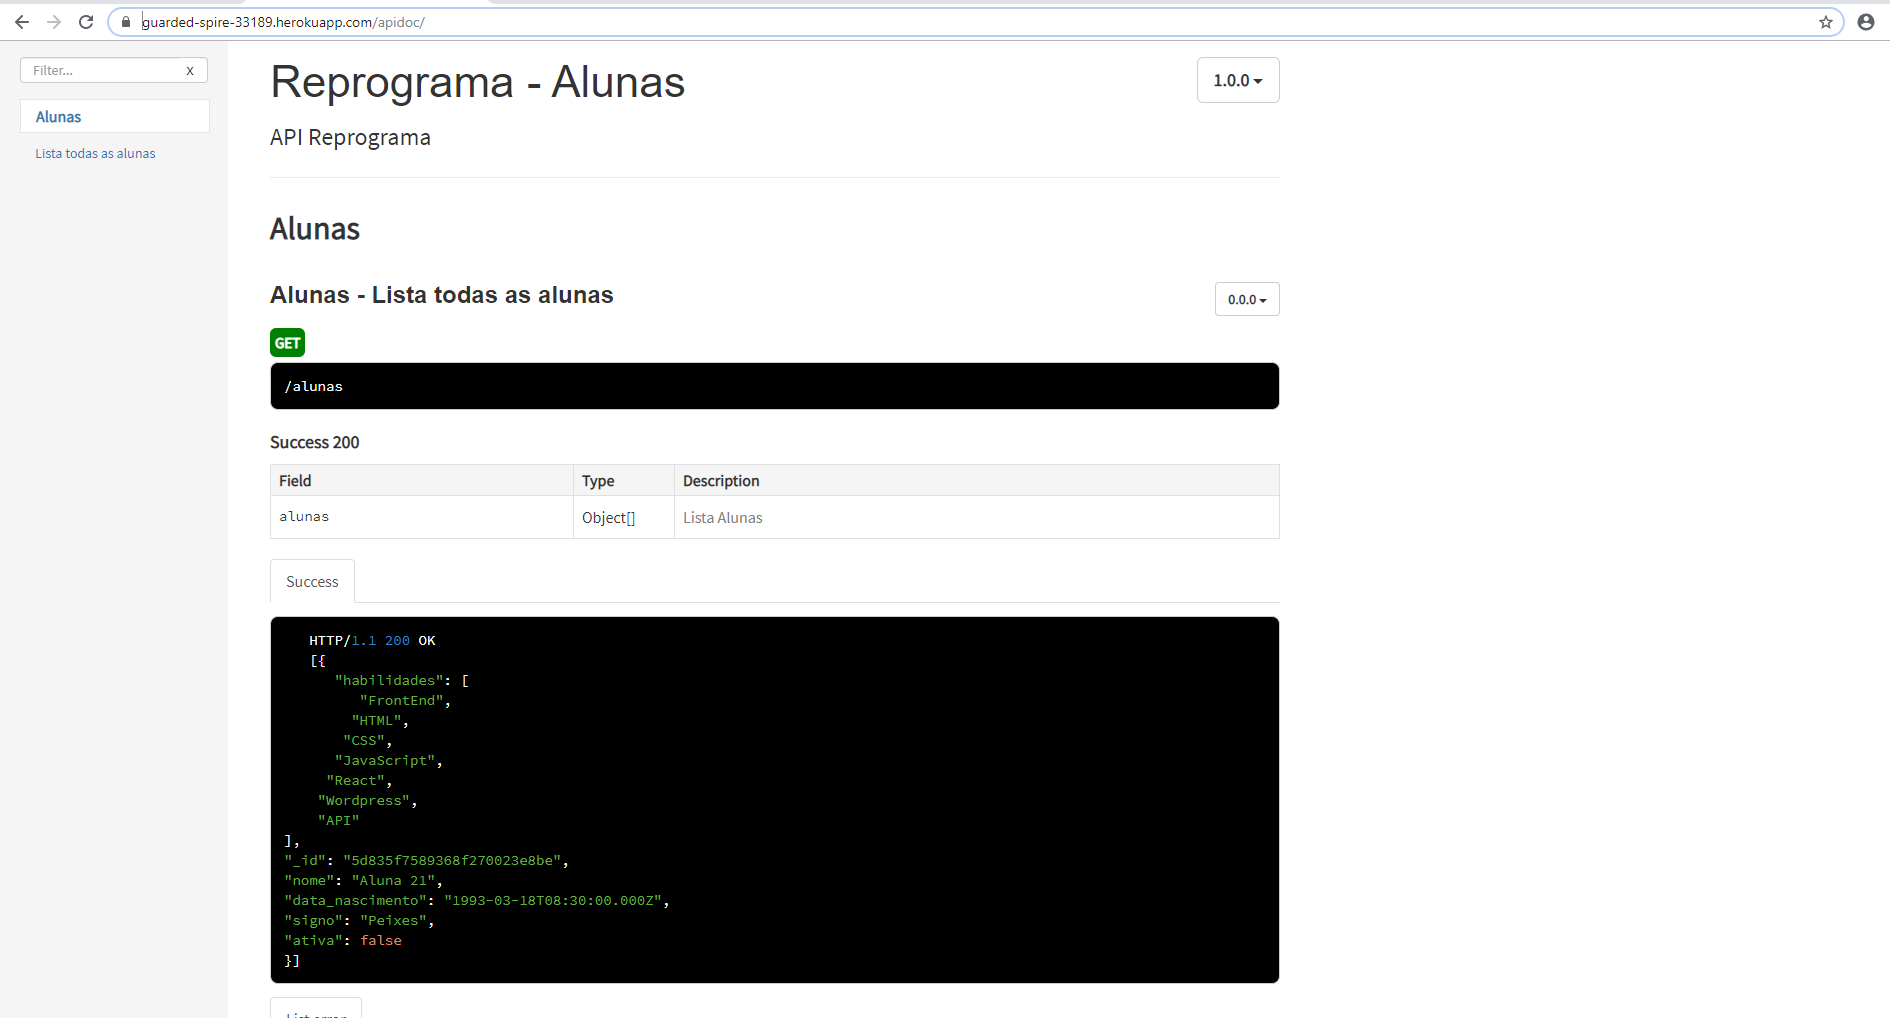 guarded-spire-33189.herokuapp.com/apidoc/
Filter...
x
Alunas
Lista todas as alunas
Reprograma - Alunas
1.0.0
API Reprograma
Alunas
Alunas - Lista todas as alunas
0.0.0
GET
/alunas
Success 200
Field Type Description
alunas Object[] Lista Alunas
Success
HTTP/1.1 200 OK
[{
"habilidades": [
"FrontEnd",
"HTML",
"CSS",
"JavaScript",
"React",
"Wordpress",
"API"
],
"_id": "5d835f7589368f270023e8be",
"nome": "Aluna 21",
"data_nascimento": "1993-03-18T08:30:00.000Z",
"signo": "Peixes",
"ativa": false
}]
List error